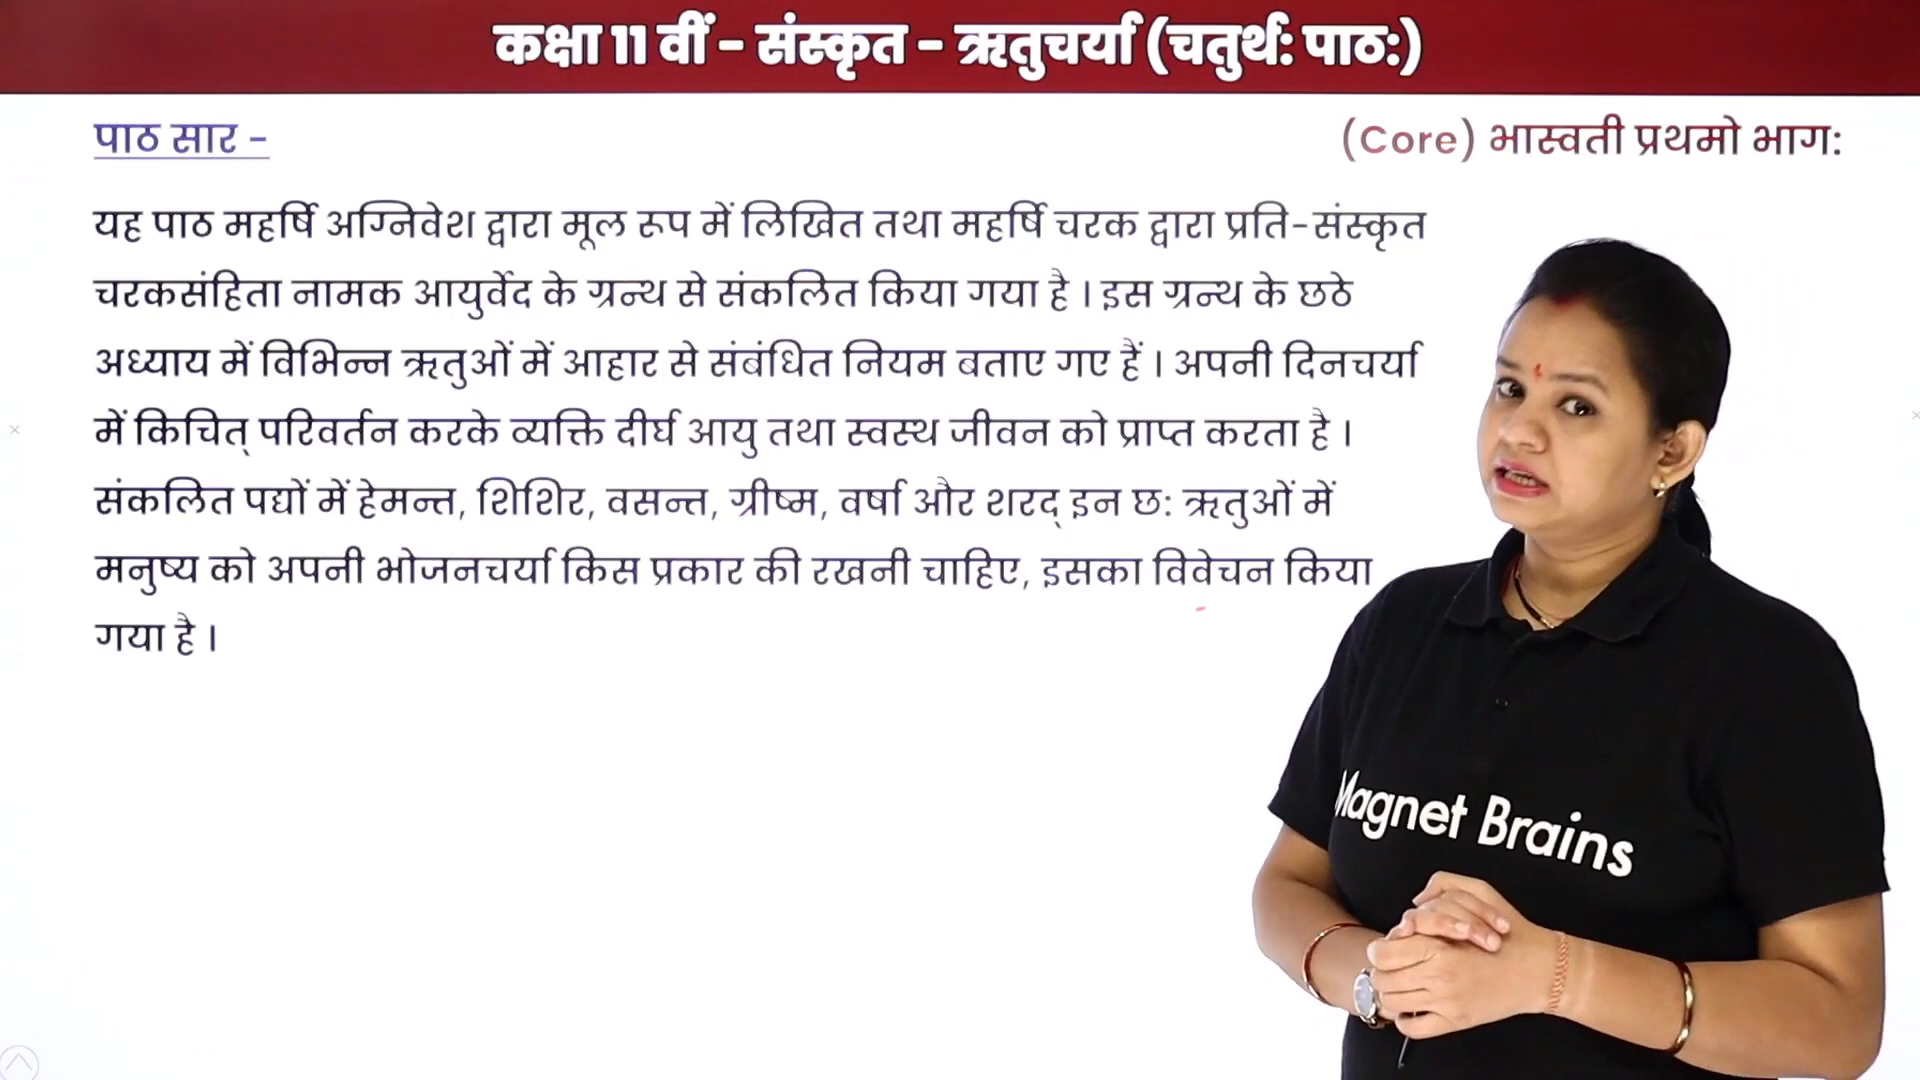 कक्षा 11 वीं - संस्कृत - ऋतुचर्या (चतुर्थ: पाठ:)
पाठ सार -
(Core) भास्वती प्रथमो भाग:
यह पाठ महर्षि अग्निवेश द्वारा मूल रूप में लिखित तथा महर्षि चरक द्वारा प्रति-संस्कृत
चरकसंहिता नामक आयुर्वेद के ग्रन्थ से संकलित किया गया है । इस ग्रन्थ के छठे
अध्याय में विभिन्न ऋतुओं में आहार से संबंधित नियम बताए गए हैं । अपनी दिनचर्या
में किचित् परिवर्तन करके व्यक्ति दीर्घ आयु तथा स्वस्थ जीवन को प्राप्त करता है ।
संकलित पद्यों में हेमन्त, शिशिर, वसन्त, ग्रीष्म, वर्षा और शरद् इन छ: ऋतुओं में
मनुष्य को अपनी भोजनचर्या किस प्रकार की रखनी चाहिए, इसका विवेचन किया
गया है ।
Magnet Brains